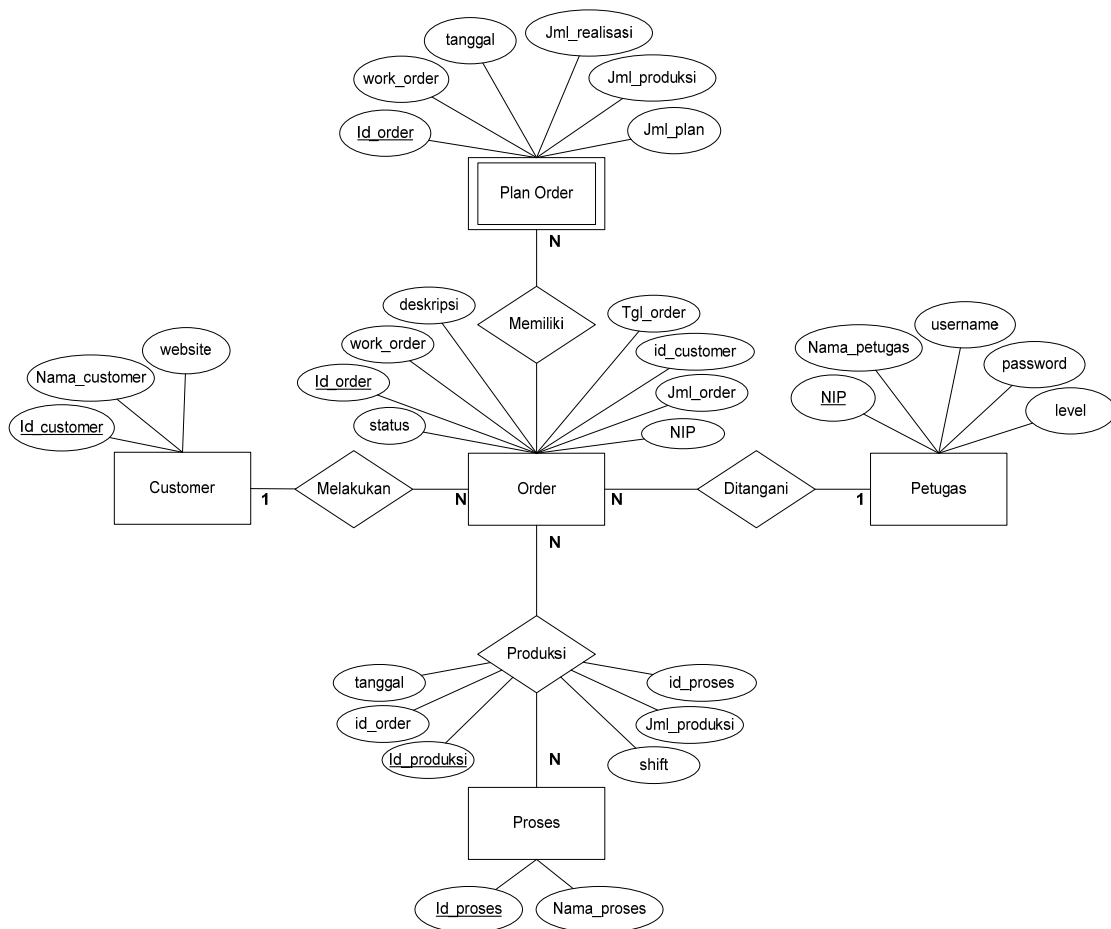 Jml_realisasi
tanggal
work_order
Jml_produksi
Id_order
Jml_plan
Plan Order
N
deskripsi
Memiliki
Tgl_order
work_order
id_customer
Id_order
Jml_order
status
NIP
website
Nama_customer
Id_customer
username
Nama_petugas
password
NIP
level
Customer
1
Melakukan
N
Order
N
Ditangani
1
Petugas
N
Produksi
tanggal
id_proses
id_order
Jml_produksi
Id_produksi
shift
N
Proses
Id_proses
Nama_proses